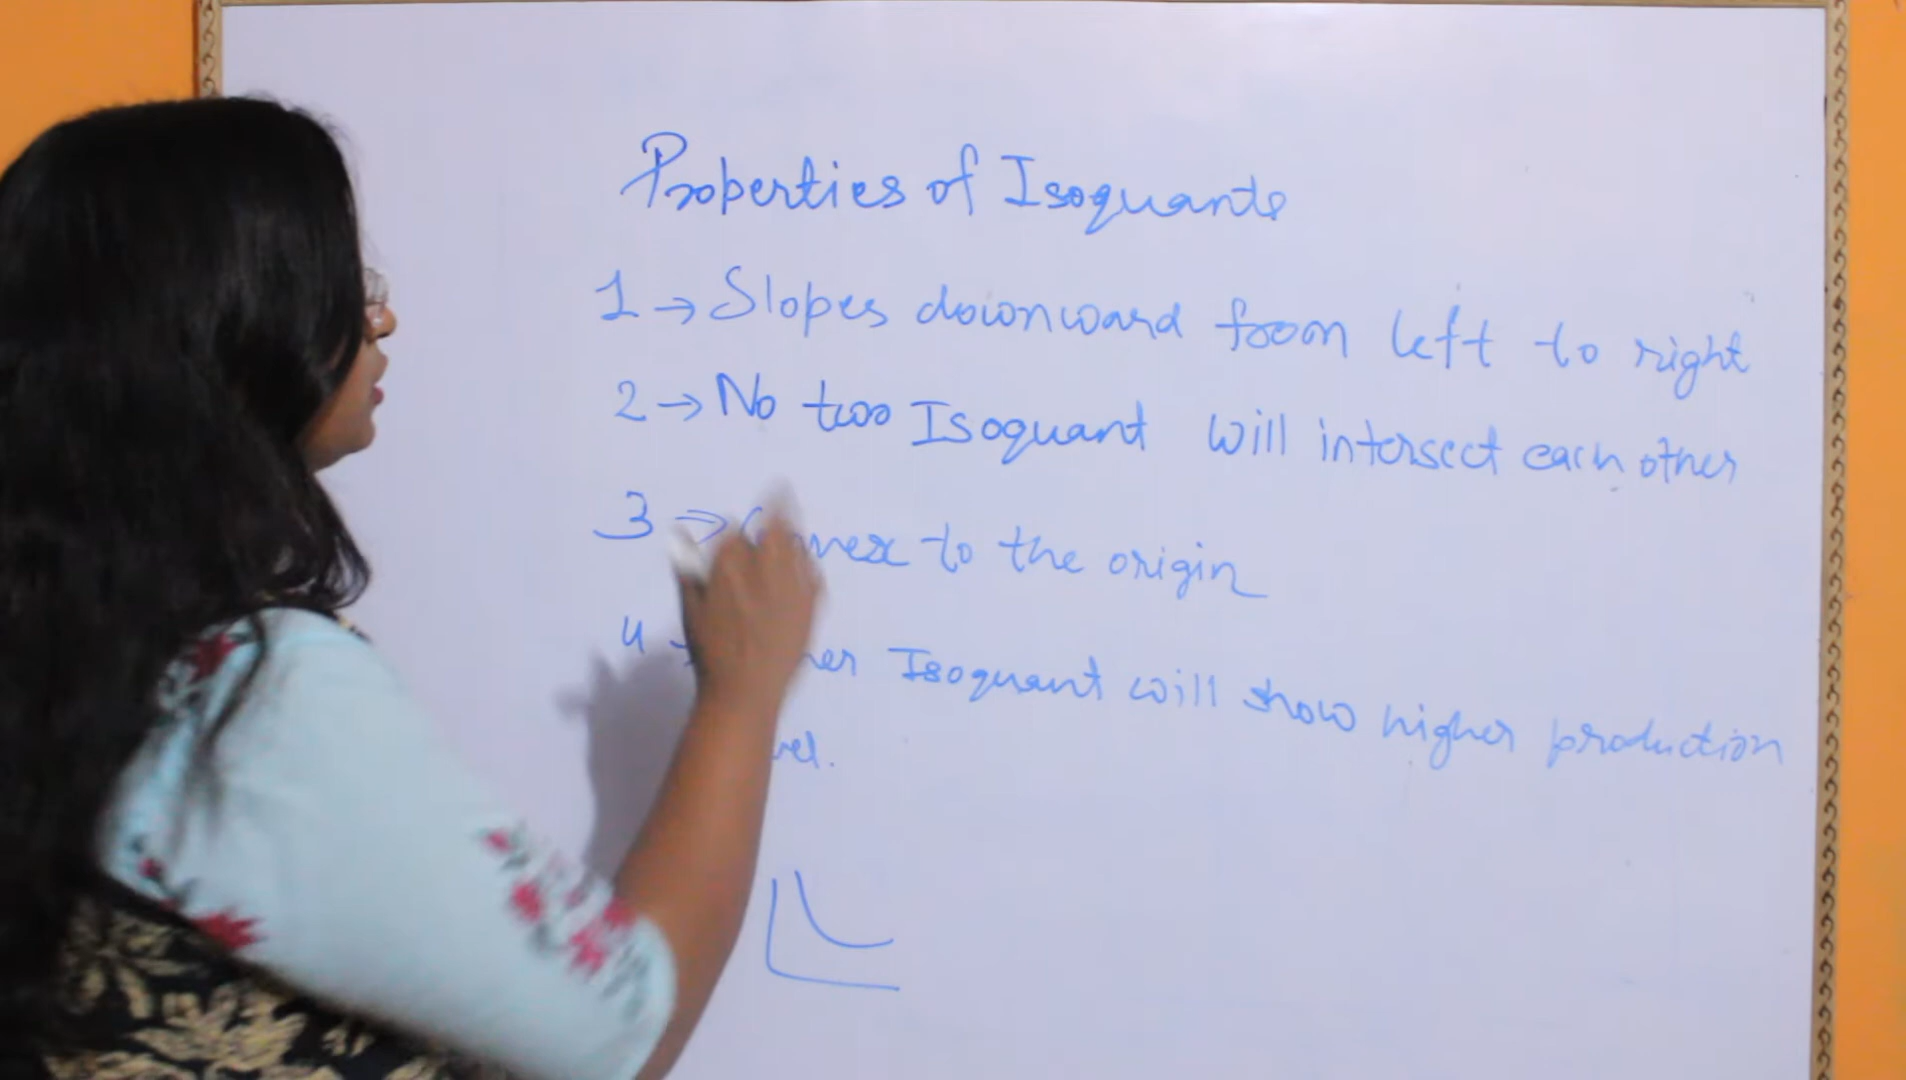 Properties of Isoquants
1 → Slopes downward from left to right
2 → No two Isoquant will intersect each other
3 → to the origin
4 Isoquant will show higher production